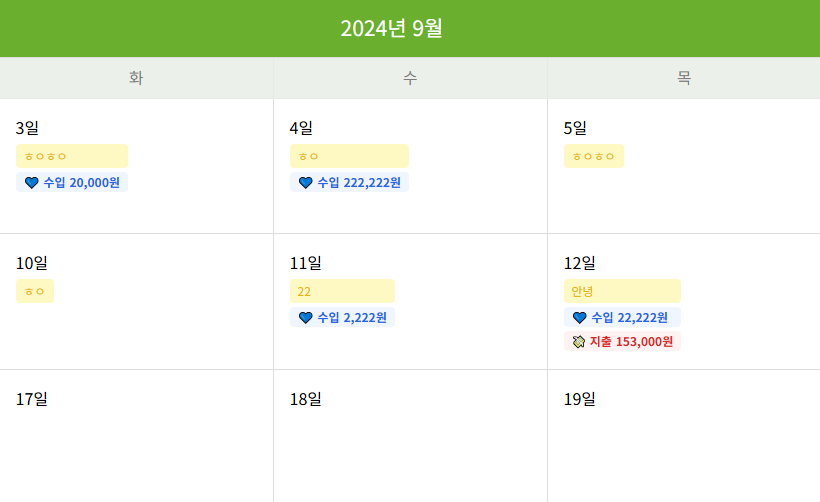 2024년 9월
화 수 목
3일 4일 5일
ㅎㅇㅎㅇ ㅎㅇ ㅎㅇㅎㅇ
수입 20,000원 수입 222,222원
10일 11일 12일
ㅎㅇ 22 안녕
수입 2,222원 수입 22,222원
지출 153,000원
17일 18일 19일